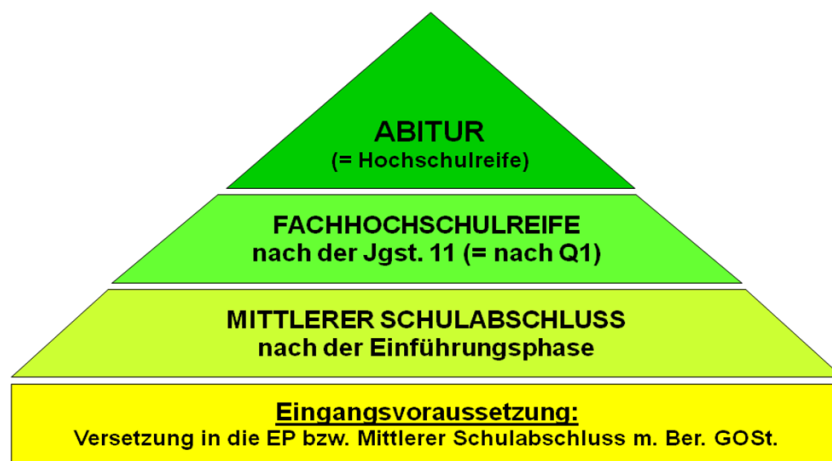 ABITUR
(= Hochschulreife)
FACHHOCHSCHULREIFE
nach der Jgst. 11 (= nach Q1)
MITTLERER SCHULABSCHLUSS
nach der Einführungsphase
Eingangsvoraussetzung:
Versetzung in die EP bzw. Mittlerer Schulabschluss m. Ber. GOSt.